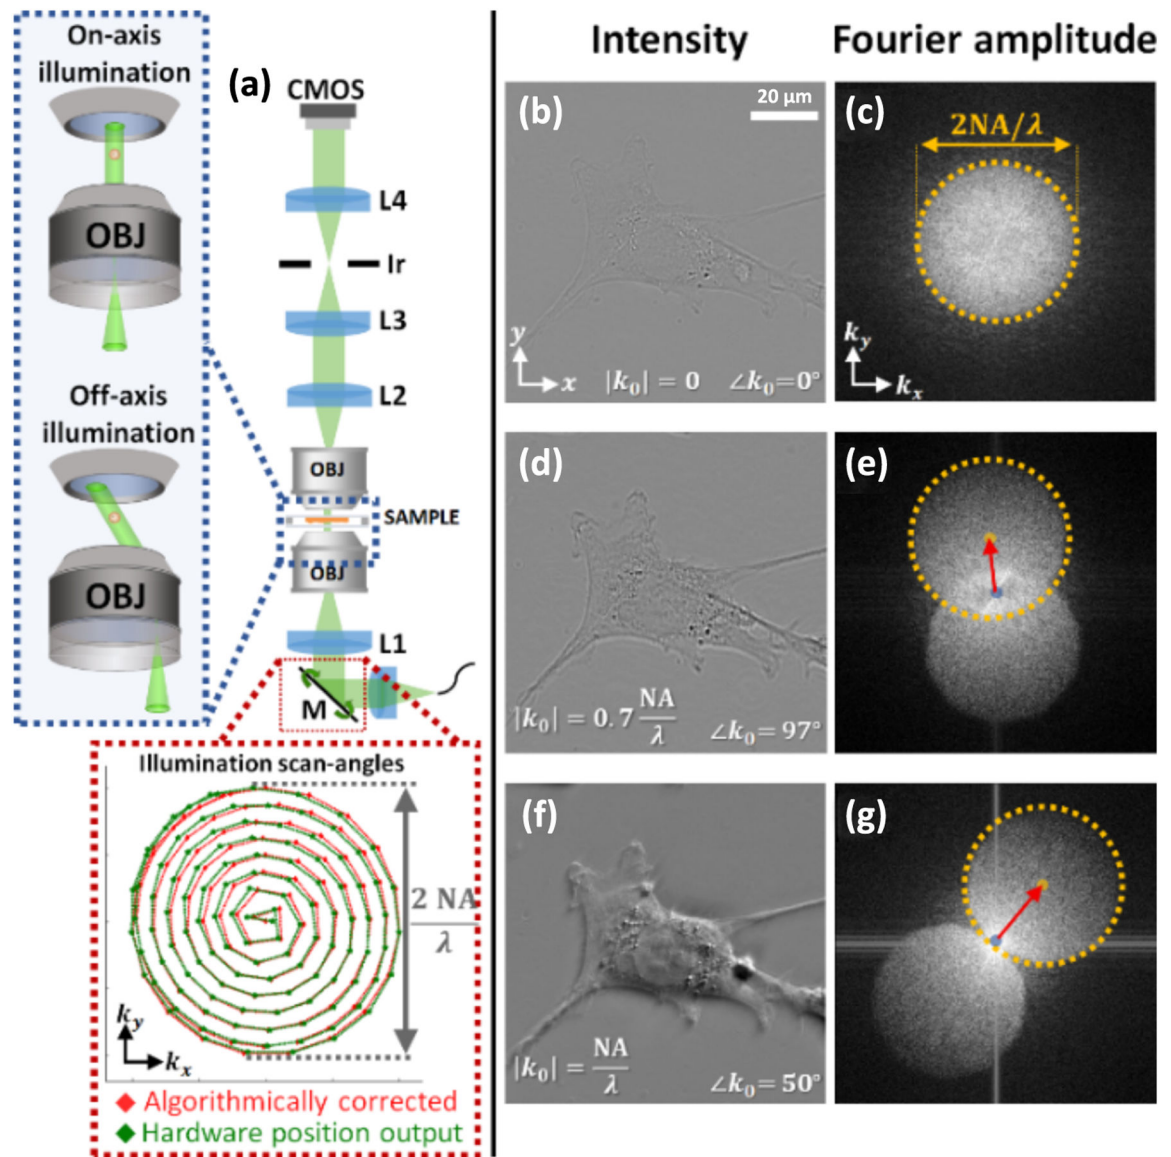 On-axis
illumination
OBJ
Off-axis
illumination
OBJ
(a)
CMOS
L4
Ir
L3
L2
OBJ
SAMPLE
OBJ
L1
M
Illumination scan-angles
2 NA
λ
k_y
k_x
Algorithmically corrected
Hardware position output
Intensity
Fourier amplitude
(b)
20 μm
y
x
|k_0| = 0 ∠k_0=0°
(c)
2NA/λ
k_y
k_x
(d)
|k_0| = 0.7 NA/λ ∠k_0= 97°
(e)
(f)
|k_0| = NA/λ ∠k_0= 50°
(g)